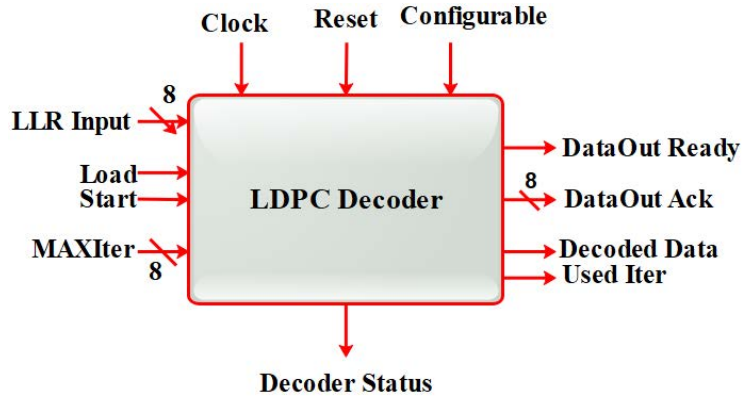 Clock
Reset
Configurable
8
LLR Input
Load
Start
MAXIter
8
LDPC Decoder
DataOut Ready
8
DataOut Ack
Decoded Data
Used Iter
Decoder Status